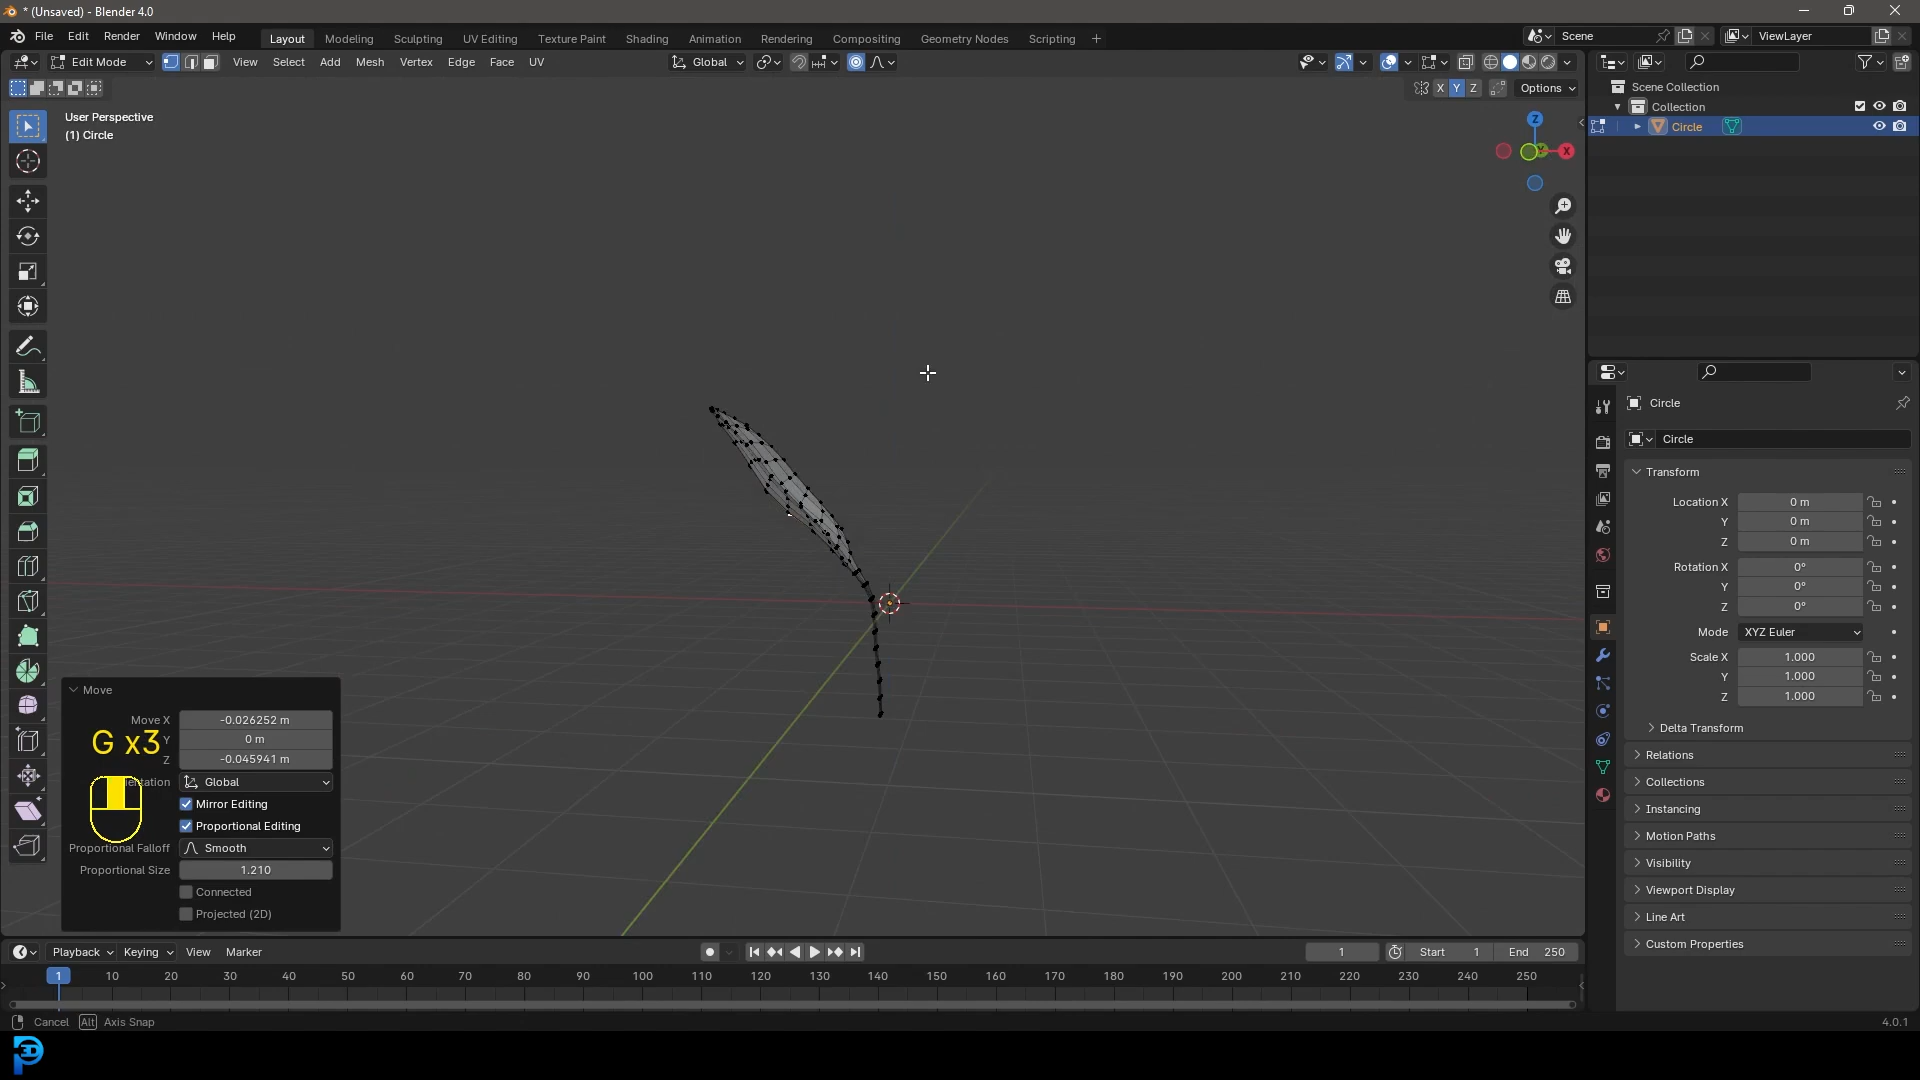 * (Unsaved) - Blender 4.0
File Edit Render Window Help Layout Modeling Sculpting UV Editing Texture Paint Shading Animation Rendering Compositing Geometry Nodes Scripting + Scene ViewLayer
Edit Mode View Select Add Mesh Vertex Edge Face UV Global
X Y Z Options
User Perspective
(1) Circle
Z
X
Scene Collection
Collection
Circle
Circle
Circle
Transform
Location X 0 m
Y 0 m
Z 0 m
Rotation X 0°
Y 0°
Z 0°
Mode XYZ Euler
Scale X 1.000
Y 1.000
Z 1.000
Delta Transform
Relations
Collections
Instancing
Motion Paths
Visibility
Viewport Display
Line Art
Custom Properties
Move
Move X -0.026252 m
Y 0 m
Z -0.045941 m
G x3
Global
Mirror Editing
Proportional Editing
Proportional Falloff Smooth
Proportional Size 1.210
Connected
Projected (2D)
Playback Keying View Marker 1 Start 1 End 250
1 10 20 30 40 50 60 70 80 90 100 110 120 130 140 150 160 170 180 190 200 210 220 230 240 250
Cancel Alt Axis Snap 4.0.1
3D